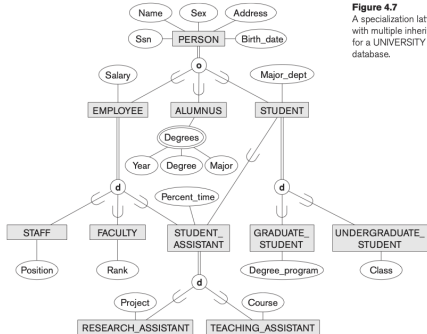 Name
Sex
Address
Ssn
PERSON
Birth_date
Figure 4.7
A specialization lat
with multiple inheri
for a UNIVERSITY
database.
o
Salary
Major_dept
EMPLOYEE
ALUMNUS
STUDENT
Degrees
Year
Degree
Major
d
d
Percent_time
STAFF
FACULTY
STUDENT_
ASSISTANT
GRADUATE_
STUDENT
UNDERGRADUATE_
STUDENT
Position
Rank
Degree_program
Class
d
Project
Course
RESEARCH_ASSISTANT
TEACHING_ASSISTANT